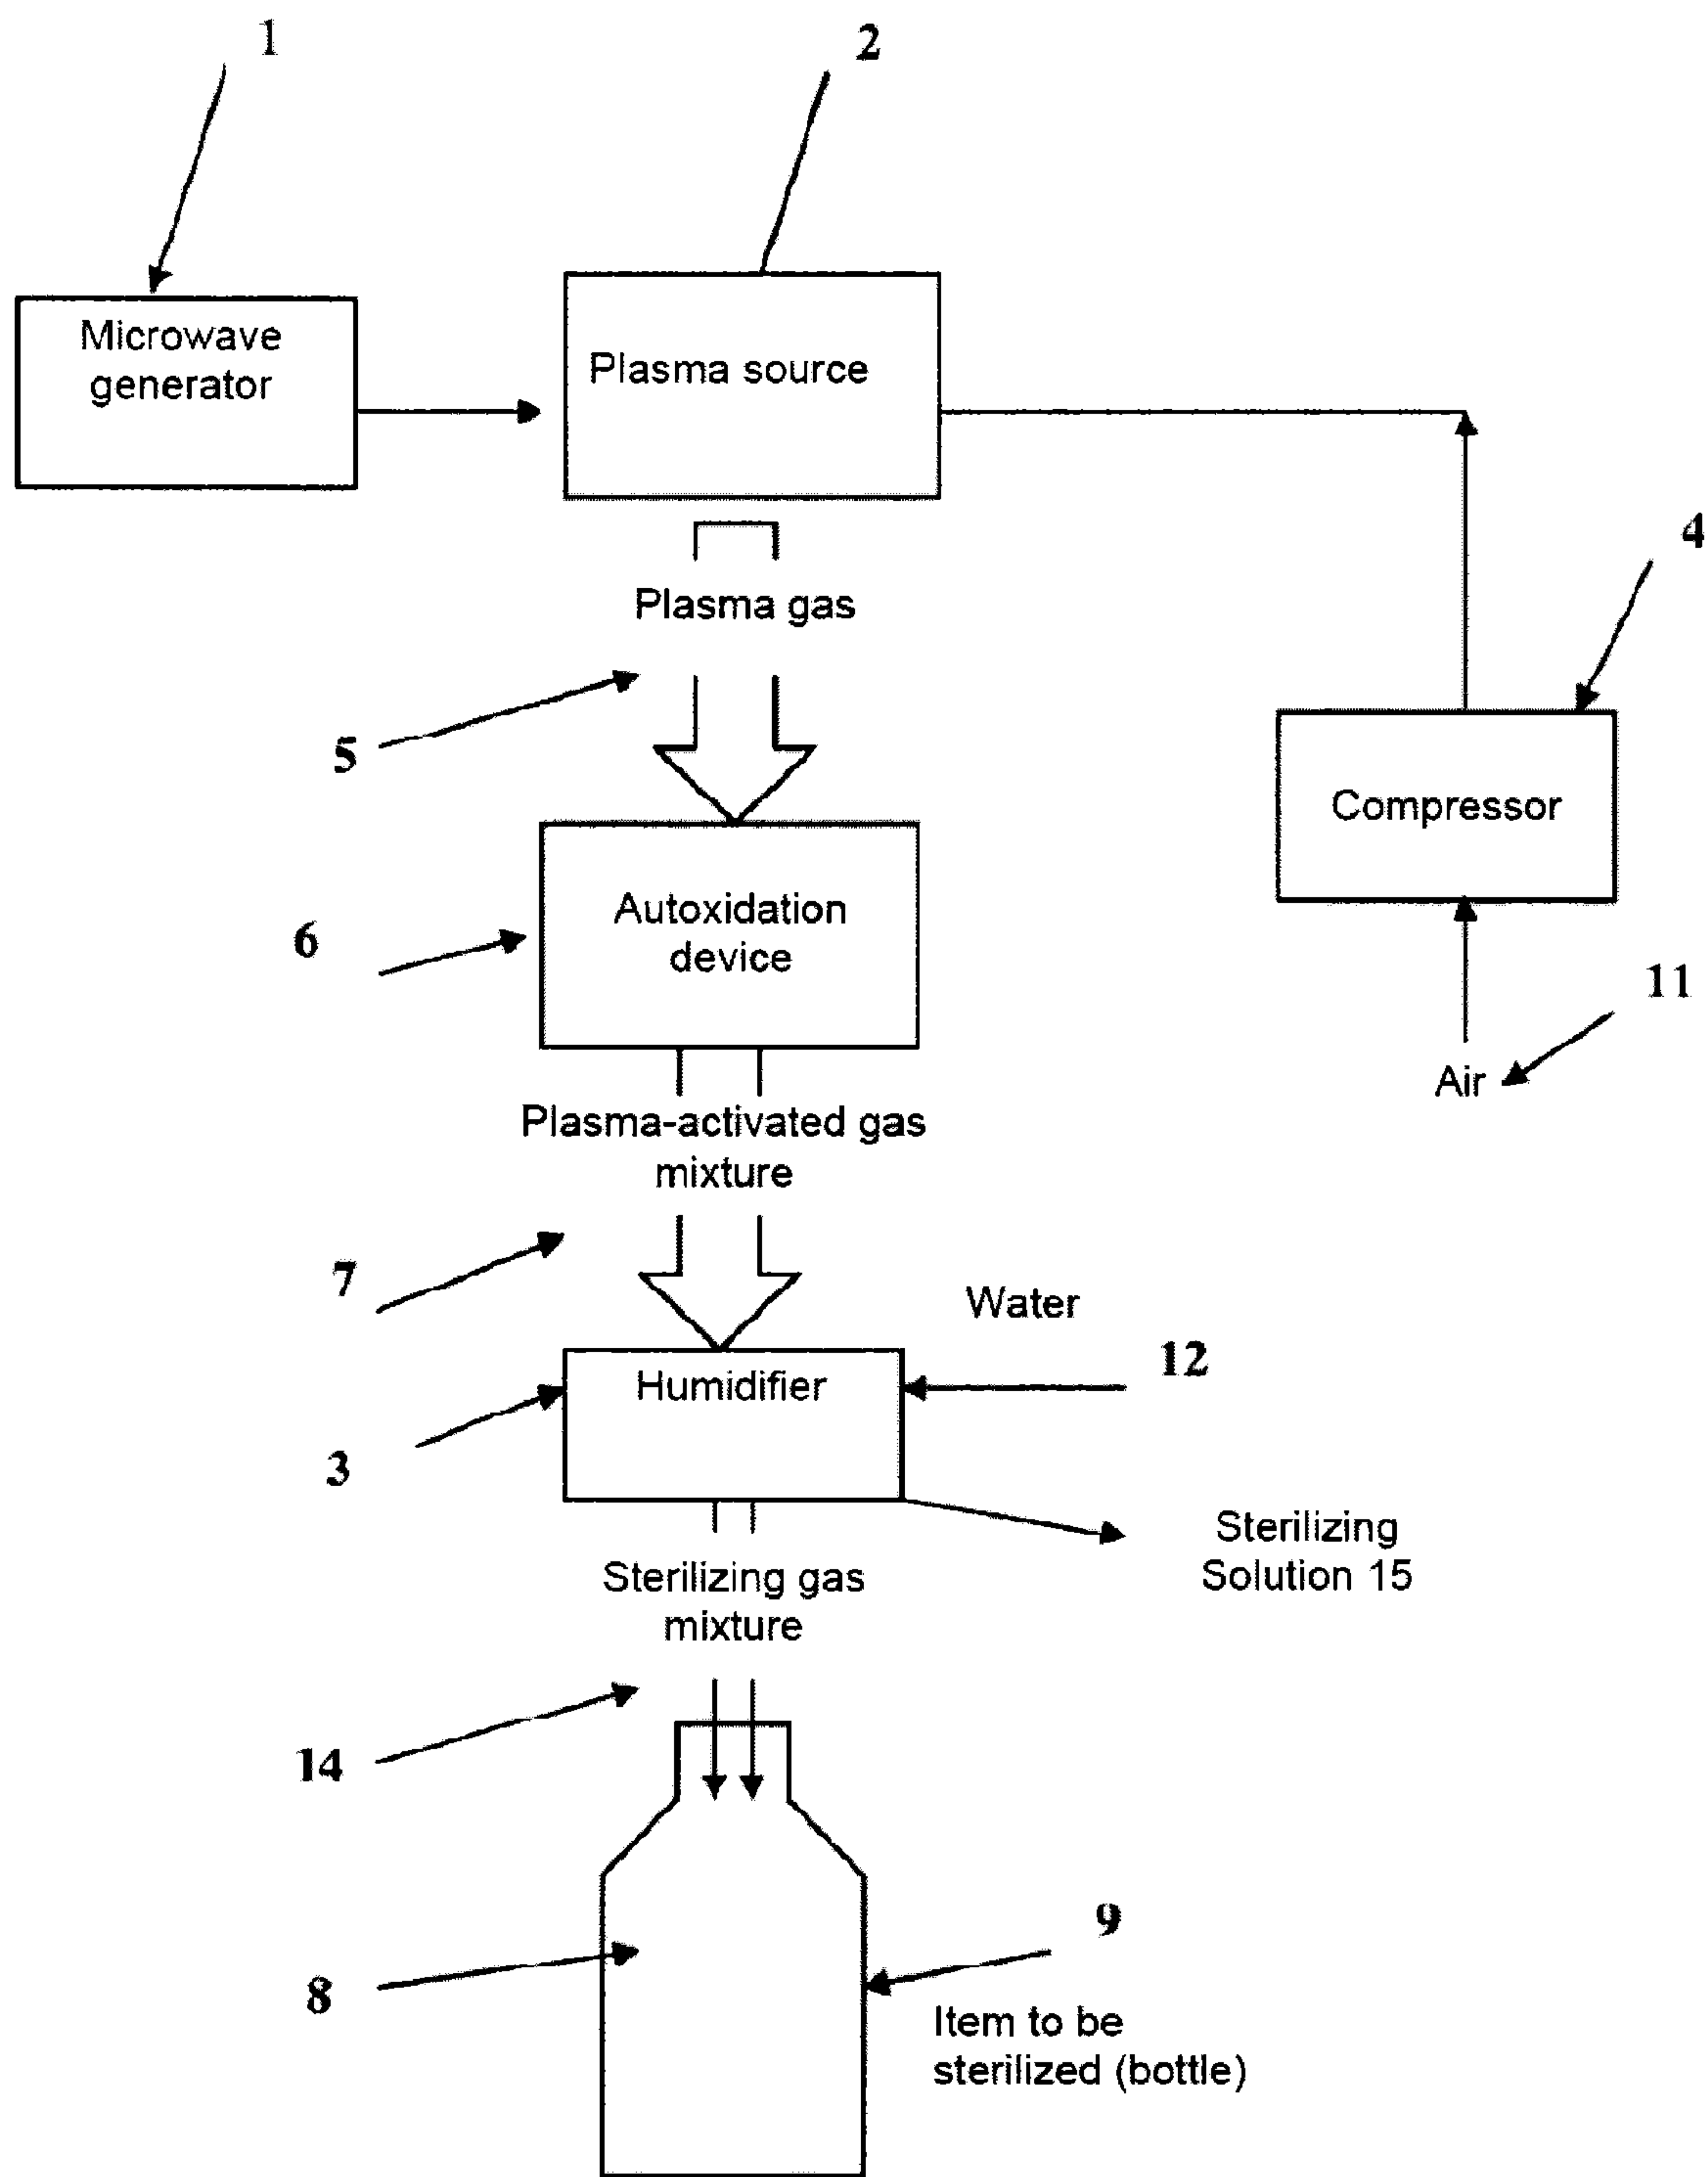 1
2
Microwave
generator
Plasma source
4
Plasma gas
5
Compressor
Autoxidation
device
6
11
Air
Plasma-activated gas
mixture
7
Water
12
Humidifier
3
Sterilizing
Solution 15
Sterilizing gas
mixture
14
9
8
Item to be
sterilized (bottle)